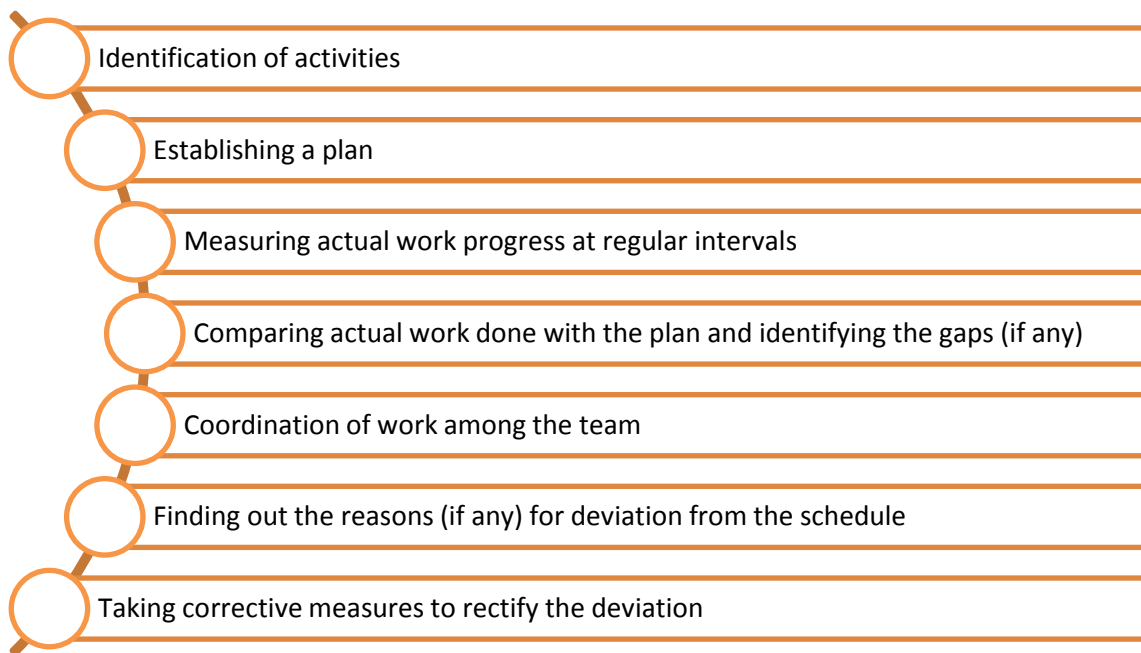 Identification of activities
Establishing a plan
Measuring actual work progress at regular intervals
Comparing actual work done with the plan and identifying the gaps (if any)
Coordination of work among the team
Finding out the reasons (if any) for deviation from the schedule
Taking corrective measures to rectify the deviation